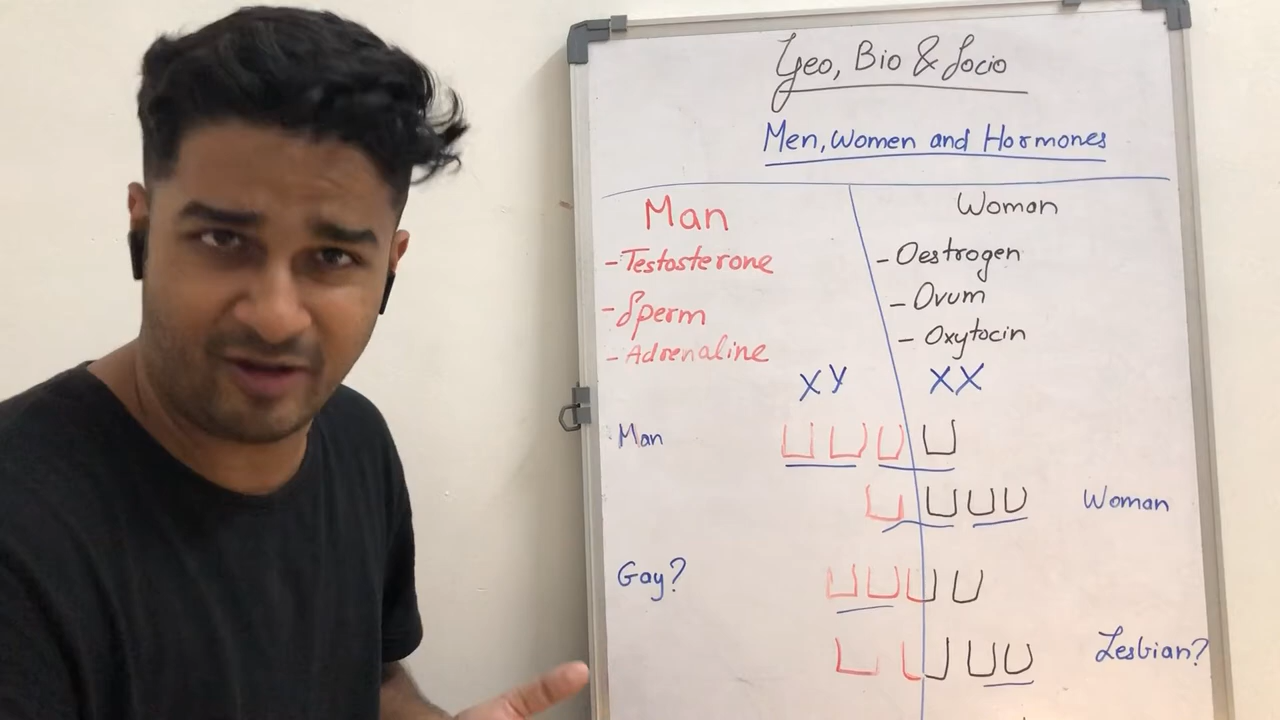 Geo, Bio & Socio
Men, Women and Hormones
Man
Woman
- Testosterone
- Oestrogen
- Sperm
- Ovum
- Adrenaline
- Oxytocin
XY
XX
Man
Woman
Gay?
Lesbian?